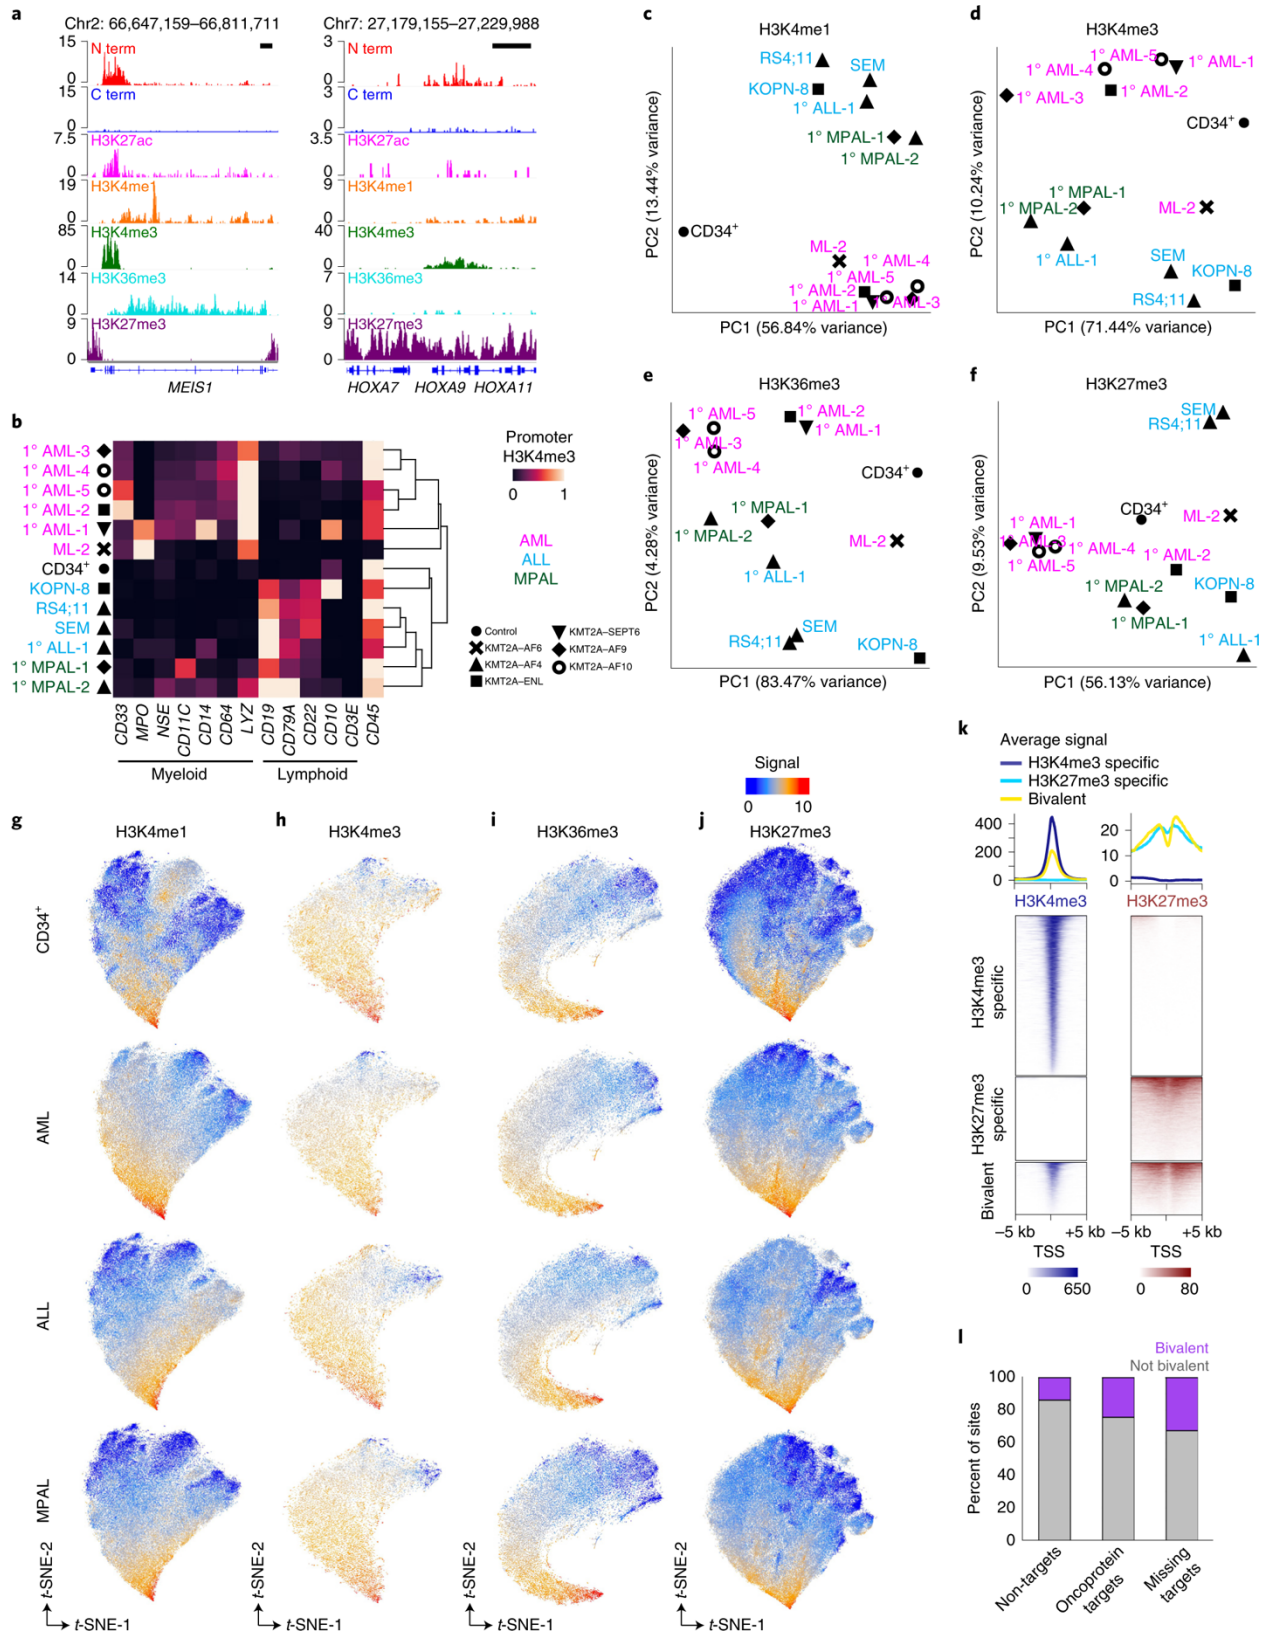 a
Chr2: 66,647,159–66,811,711
Chr7: 27,179,155–27,229,988
15
N term
0
15
C term
0
7.5
H3K27ac
0
19
H3K4me1
0
85
H3K4me3
0
14
H3K36me3
0
9
H3K27me3
0
MEIS1
3
N term
0
3
C term
0
3.5
H3K27ac
0
9
H3K4me1
0
40
H3K4me3
0
7
H3K36me3
0
9
H3K27me3
0
HOXA7 HOXA9 HOXA11
b
1° AML-3
1° AML-4
1° AML-5
1° AML-2
1° AML-1
ML-2
CD34+
KOPN-8
RS4;11
SEM
1° ALL-1
1° MPAL-1
1° MPAL-2
CD33
MPO
NSE
CD11C
CD14
CD64
LYZ
CD19
CD79A
CD22
CD10
CD3E
CD45
Myeloid
Lymphoid
Promoter
H3K4me3
0 1
AML
ALL
MPAL
Control
KMT2A–AF6
KMT2A–AF4
KMT2A–ENL
KMT2A–SEPT6
KMT2A–AF9
KMT2A–AF10
c
H3K4me1
RS4;11
SEM
KOPN-8
1° ALL-1
1° MPAL-1
1° MPAL-2
CD34+
ML-2
1° AML-4
1° AML-5
1° AML-2
1° AML-1
AML-3
PC2 (13.44% variance)
PC1 (56.84% variance)
d
H3K4me3
1° AML-5
1° AML-1
1° AML-4
1° AML-3
1° AML-2
CD34+
1° MPAL-1
1° MPAL-2
ML-2
1° ALL-1
SEM
KOPN-8
RS4;11
PC2 (10.24% variance)
PC1 (71.44% variance)
e
H3K36me3
1° AML-5
1° AML-2
1° AML-1
1° AML-3
1° AML-4
CD34+
1° MPAL-1
1° MPAL-2
ML-2
1° ALL-1
SEM
RS4;11
KOPN-8
PC2 (4.28% variance)
PC1 (83.47% variance)
f
H3K27me3
SEM
RS4;11
CD34+
ML-2
1° AML-1
AML-3
1° AML-4
1° AML-5
1° AML-2
1° MPAL-2
KOPN-8
1° MPAL-1
1° ALL-1
PC2 (9.53% variance)
PC1 (56.13% variance)
Signal
0 10
g
H3K4me1
h
H3K4me3
i
H3K36me3
j
H3K27me3
CD34+
AML
ALL
MPAL
t-SNE-2
t-SNE-1
t-SNE-2
t-SNE-1
t-SNE-2
t-SNE-1
t-SNE-2
t-SNE-1
k
Average signal
H3K4me3 specific
H3K27me3 specific
Bivalent
400
200
0
20
10
0
H3K4me3
H3K27me3
H3K4me3
specific
H3K27me3
specific
Bivalent
–5 kb +5 kb
TSS
–5 kb +5 kb
TSS
0 650
0 80
l
Bivalent
Not bivalent
100
80
60
40
20
0
Percent of sites
Non-targets
Oncoprotein
targets
Missing
targets